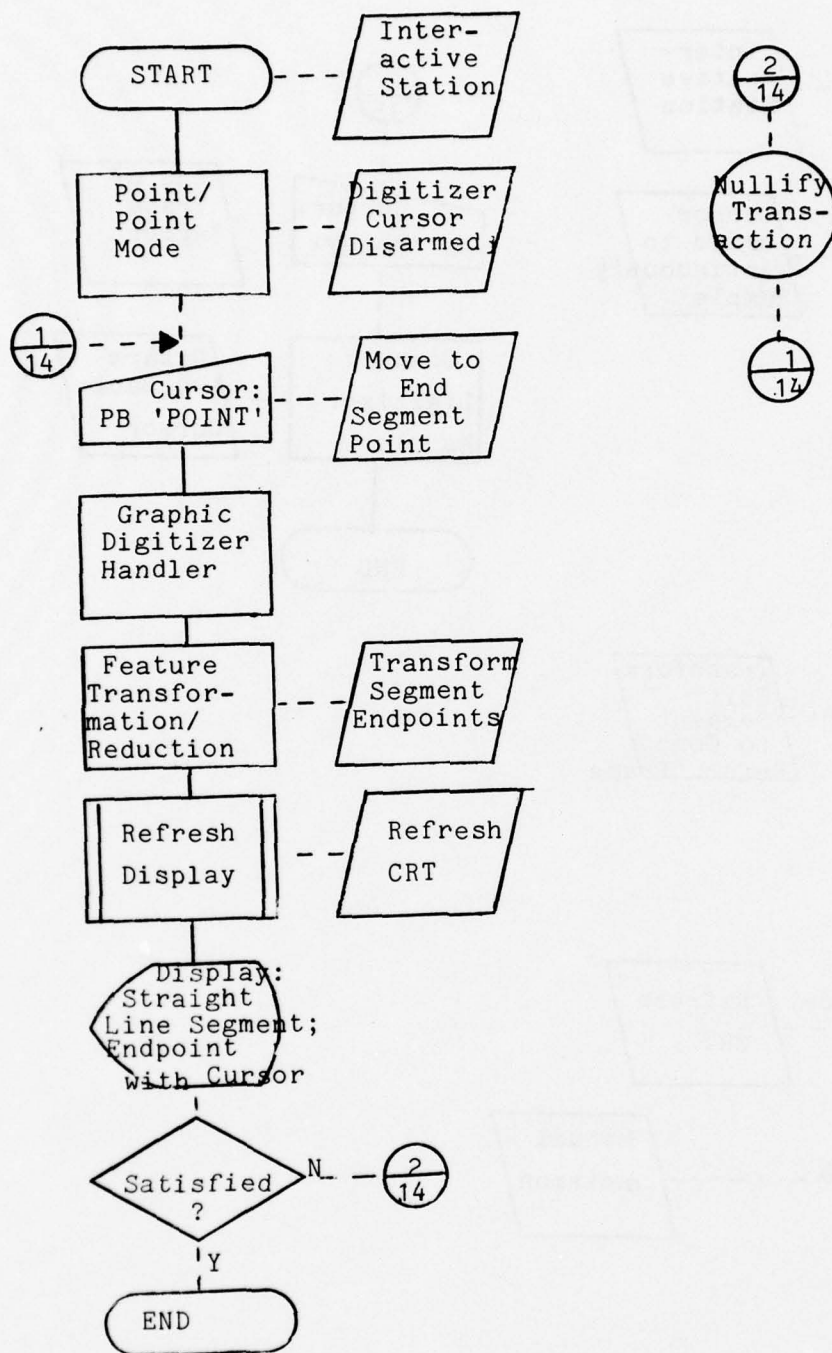 START
Inter-
active
Station
2
14
Nullify
Trans-
action
1
14
Point/
Point
Mode
Digitizer
Cursor
Disarmed;
1
14
Cursor:
PB 'POINT'
Move to
End
Segment
Point
Graphic
Digitizer
Handler
Feature
Transfor-
mation/
Reduction
Transform
Segment
Endpoints
Refresh
Display
Refresh
CRT
Display:
Straight
Line Segment;
Endpoint
with Cursor
Satisfied
?
N
2
14
Y
END